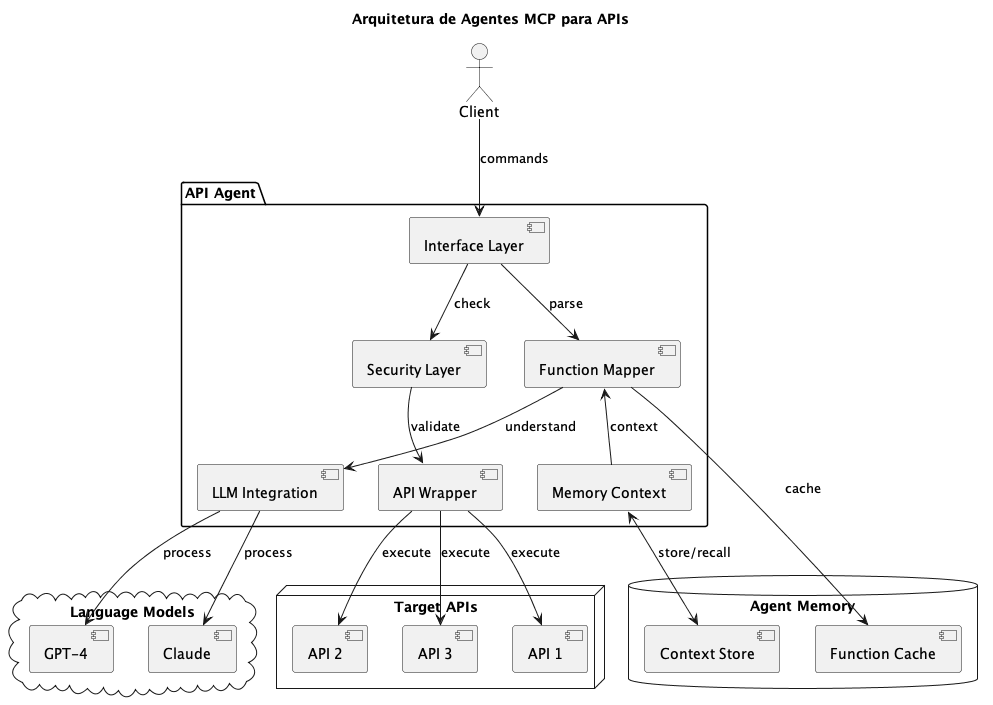 Arquitetura de Agentes MCP para APIs
Client
commands
API Agent
Interface Layer
check
parse
Security Layer
Function Mapper
validate
understand
context
cache
LLM Integration
API Wrapper
Memory Context
process
process
execute
execute
execute
store/recall
Language Models
Target APIs
Agent Memory
GPT-4
Claude
API 2
API 3
API 1
Context Store
Function Cache